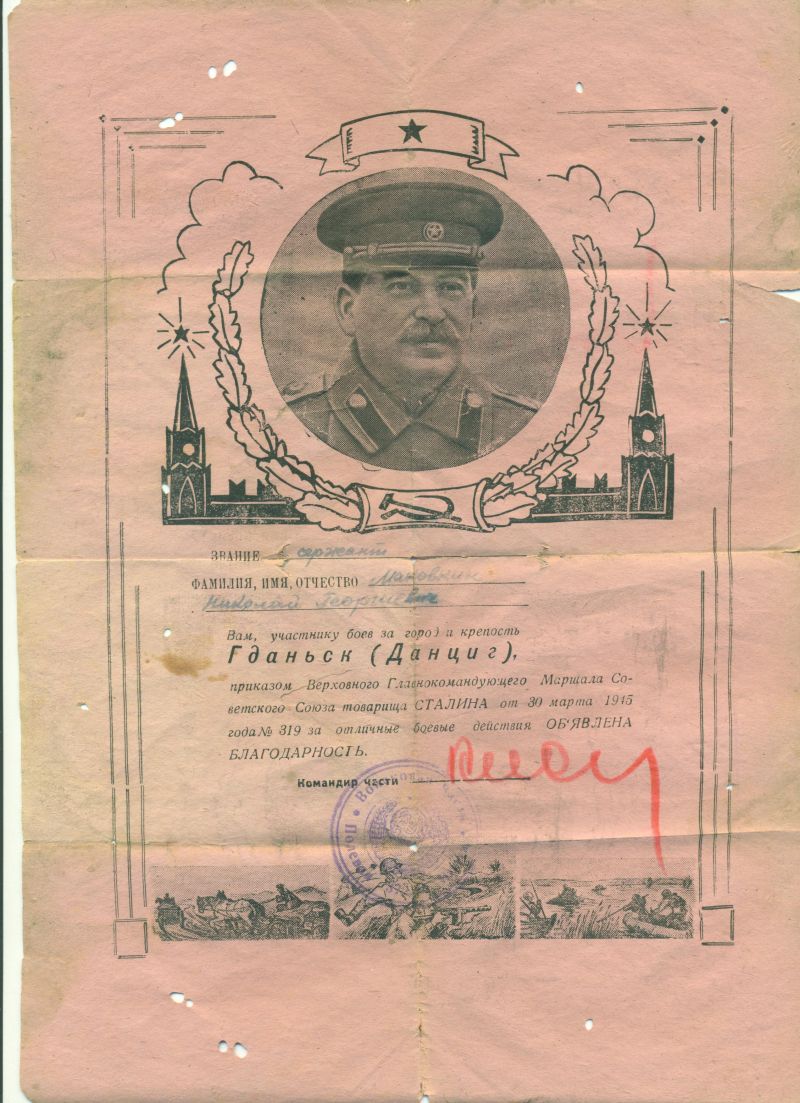 ЗВАНИЕ сержант
ФАМИЛИЯ, ИМЯ, ОТЧЕСТВО Маковкин
Николай Георгиевич
Вам, участнику боев за город и крепость
Гданьск (Данциг),
приказом Верховного Главнокомандующего Маршала Со-
ветского Союза товарища СТАЛИНА от 30 марта 1945
года № 319 за отличные боевые действия ОБ'ЯВЛЕНА
БЛАГОДАРНОСТЬ.
Командир части